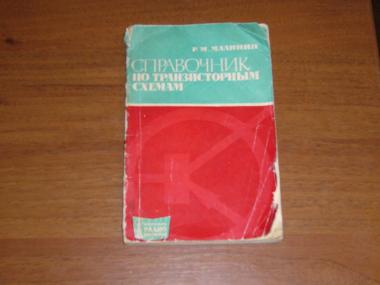 Р. М. МАЛИНИН
СПРАВОЧНИК
ПО ТРАНЗИСТОРНЫМ
СХЕМАМ
РАДИО